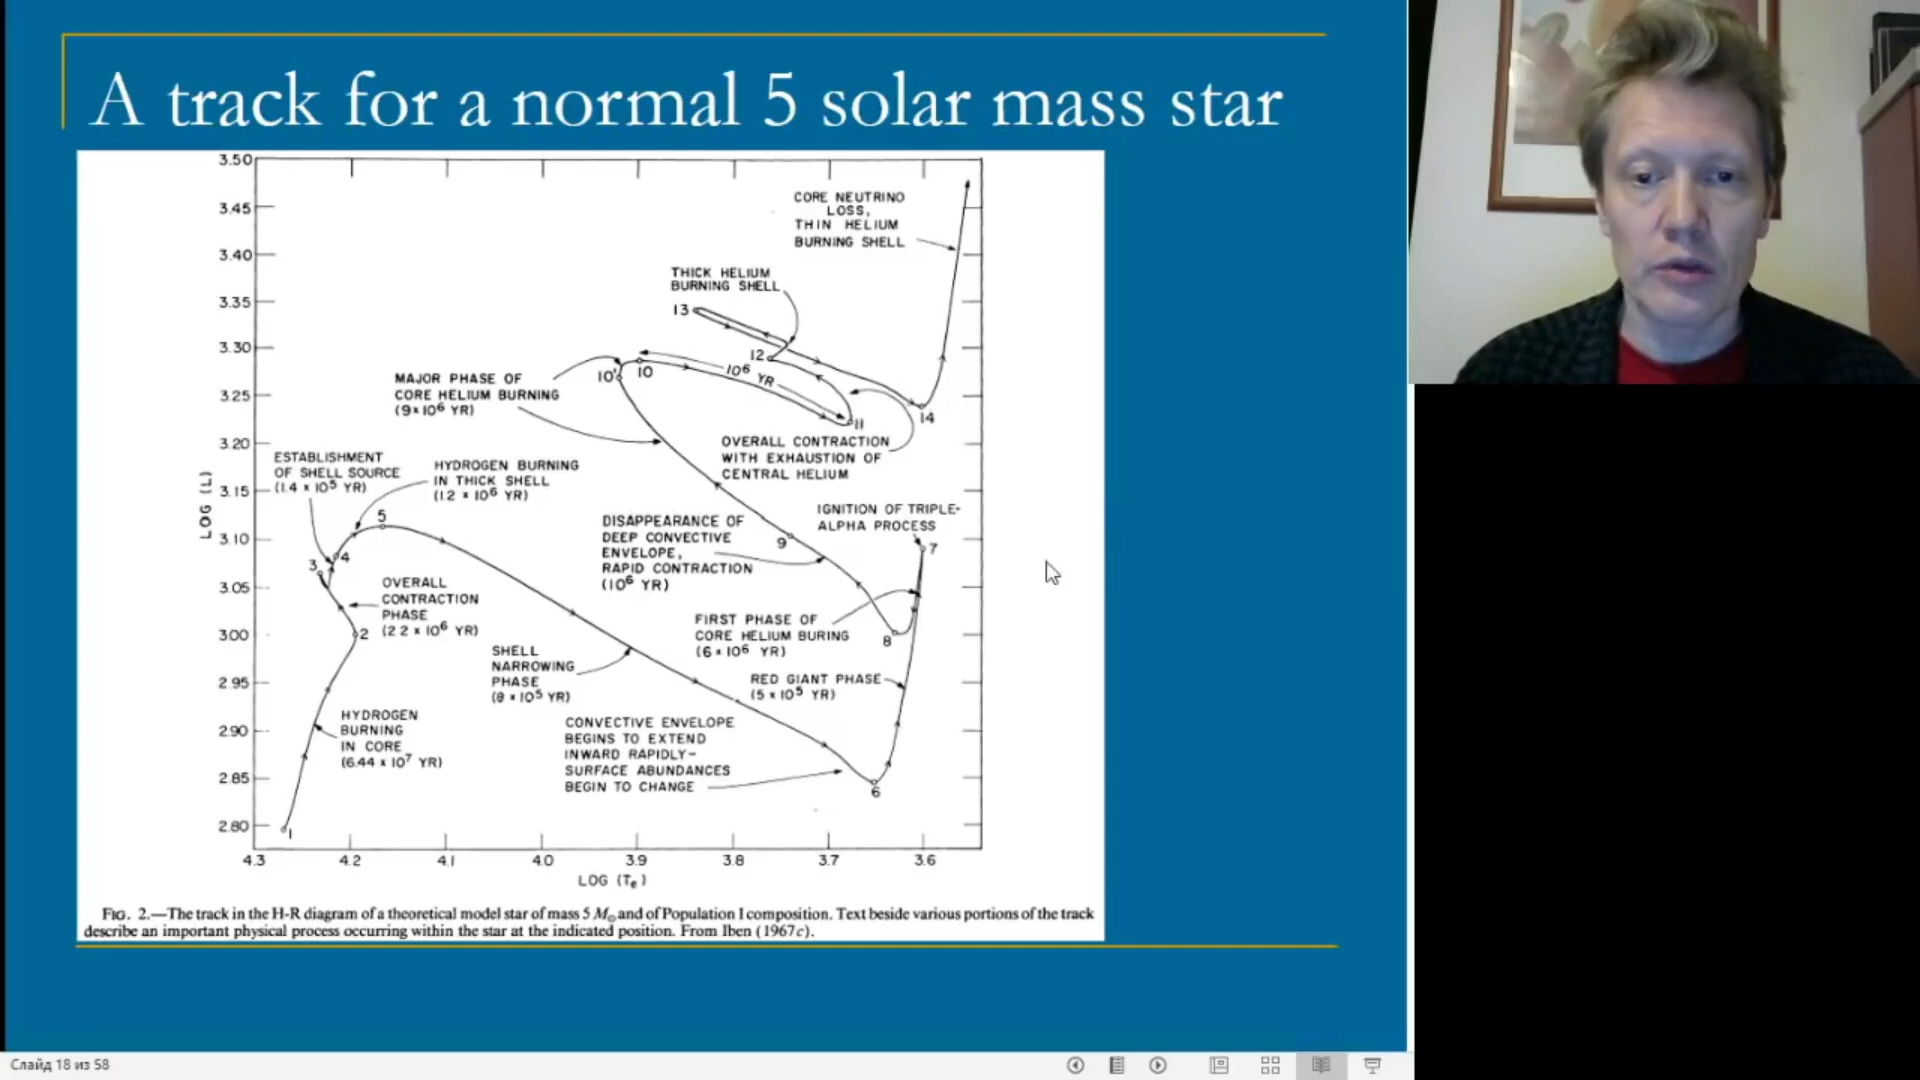 A track for a normal 5 solar mass star
3.50
3.45
3.40
3.35
3.30
3.25
3.20
3.15
3.10
3.05
3.00
2.95
2.90
2.85
2.80
LOG (L)
4.3
4.2
4.1
4.0
3.9
3.8
3.7
3.6
LOG (Te)
CORE NEUTRINO
LOSS,
THIN HELIUM
BURNING SHELL
THICK HELIUM
BURNING SHELL
13
12
10'
10
10⁶ YR
11
14
MAJOR PHASE OF
CORE HELIUM BURNING
(9×10⁶ YR)
OVERALL CONTRACTION
WITH EXHAUSTION OF
CENTRAL HELIUM
ESTABLISHMENT
OF SHELL SOURCE
(1.4 × 10⁵ YR)
HYDROGEN BURNING
IN THICK SHELL
(1.2 × 10⁶ YR)
5
4
3
IGNITION OF TRIPLE-
ALPHA PROCESS
7
DISAPPEARANCE OF
DEEP CONVECTIVE
ENVELOPE,
RAPID CONTRACTION
(10⁶ YR)
9
OVERALL
CONTRACTION
PHASE
(2.2 × 10⁶ YR)
2
FIRST PHASE OF
CORE HELIUM BURING
(6 × 10⁶ YR)
8
SHELL
NARROWING
PHASE
(8 × 10⁵ YR)
RED GIANT PHASE
(5 × 10⁵ YR)
HYDROGEN
BURNING
IN CORE
(6.44 × 10⁷ YR)
CONVECTIVE ENVELOPE
BEGINS TO EXTEND
INWARD RAPIDLY–
SURFACE ABUNDANCES
BEGIN TO CHANGE
6
1
FIG. 2.—The track in the H-R diagram of a theoretical model star of mass 5 M⊙ and of Population I composition. Text beside various portions of the track
describe an important physical process occurring within the star at the indicated position. From Iben (1967c).
Слайд 18 из 58